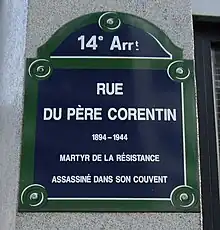 14e Arrt
RUE
DU PÈRE CORENTIN
1894-1944
MARTYR DE LA RÉSISTANCE
ASSASSINÉ DANS SON COUVENT